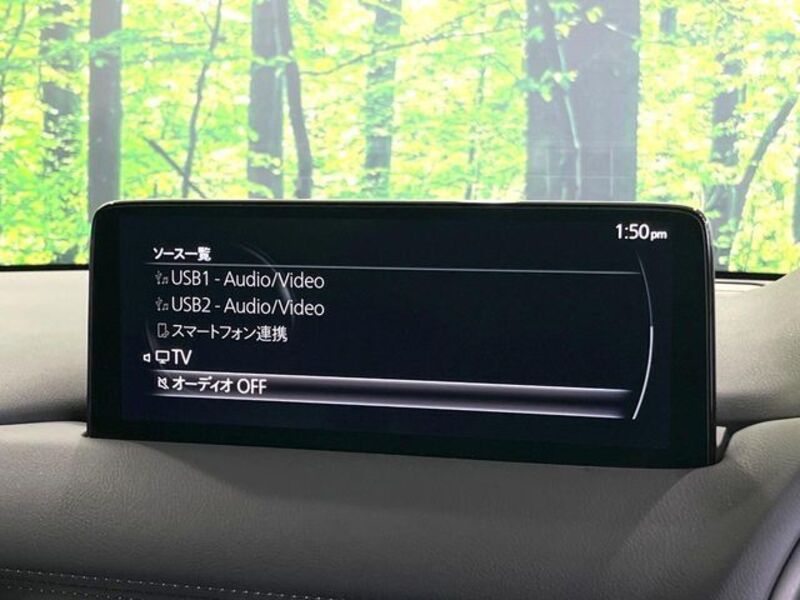 1:50pm
ソース一覧
USB1 - Audio/Video
USB2 - Audio/Video
スマートフォン連携
TV
オーディオ OFF